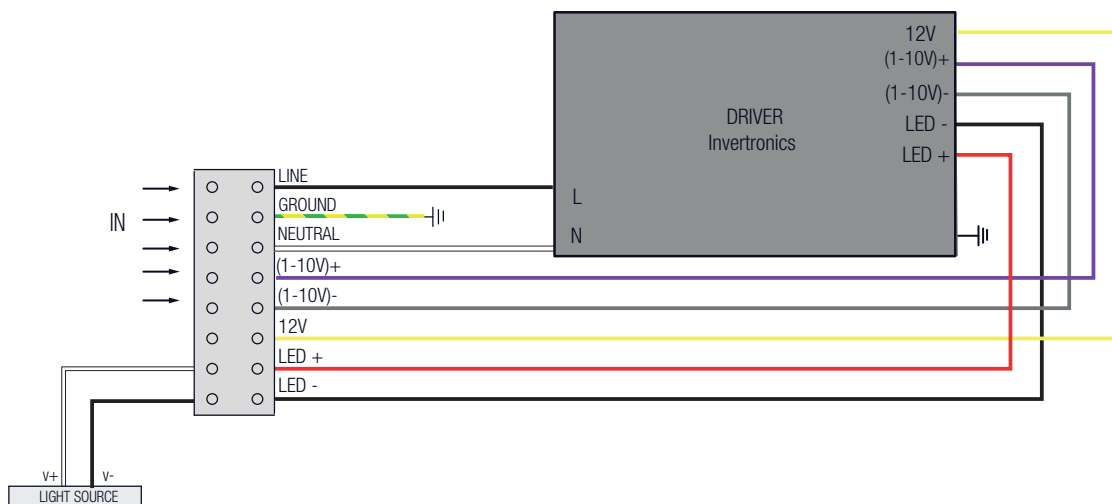 12V
(1-10V)+
(1-10V)-
LED -
LED +
DRIVER
Invertronics
L
N
IN
LINE
GROUND
NEUTRAL
(1-10V)+
(1-10V)-
12V
LED +
LED -
V+ V-
LIGHT SOURCE